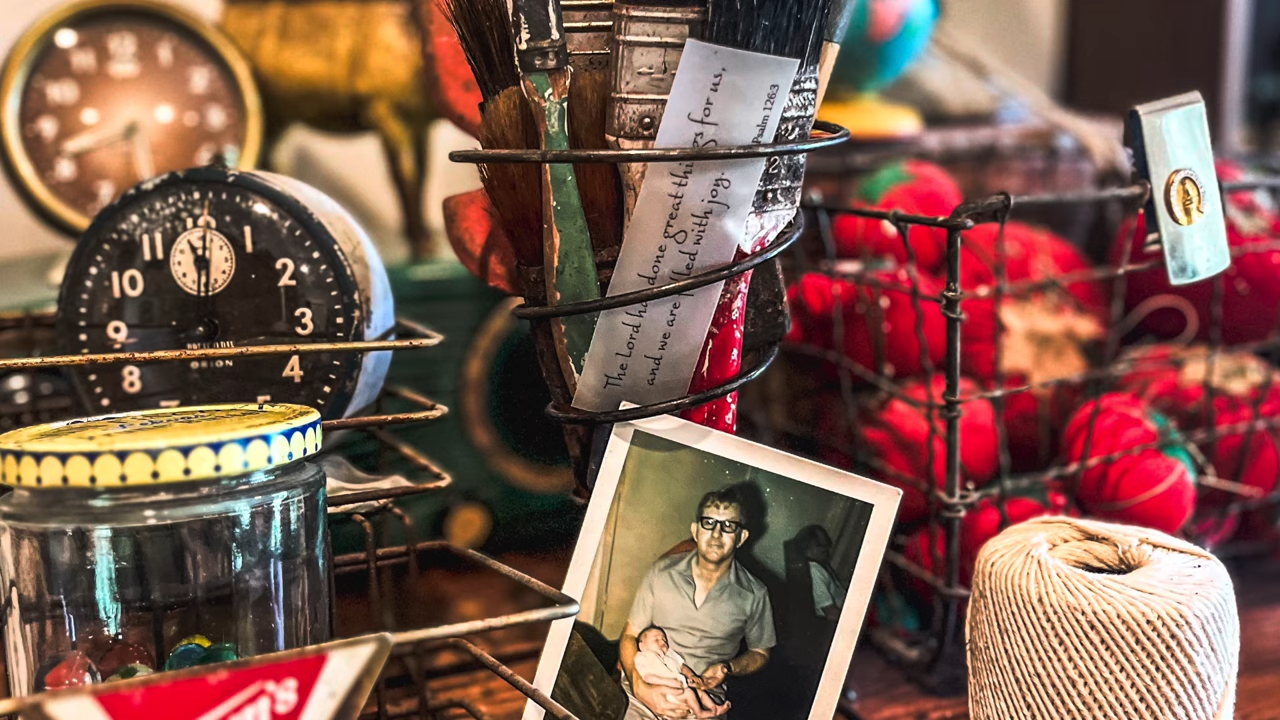 11
12
1
10
2
9
3
8
4
ORION
The Lord has done great things for us,
and we are filled with joy.
Psalm 126:3